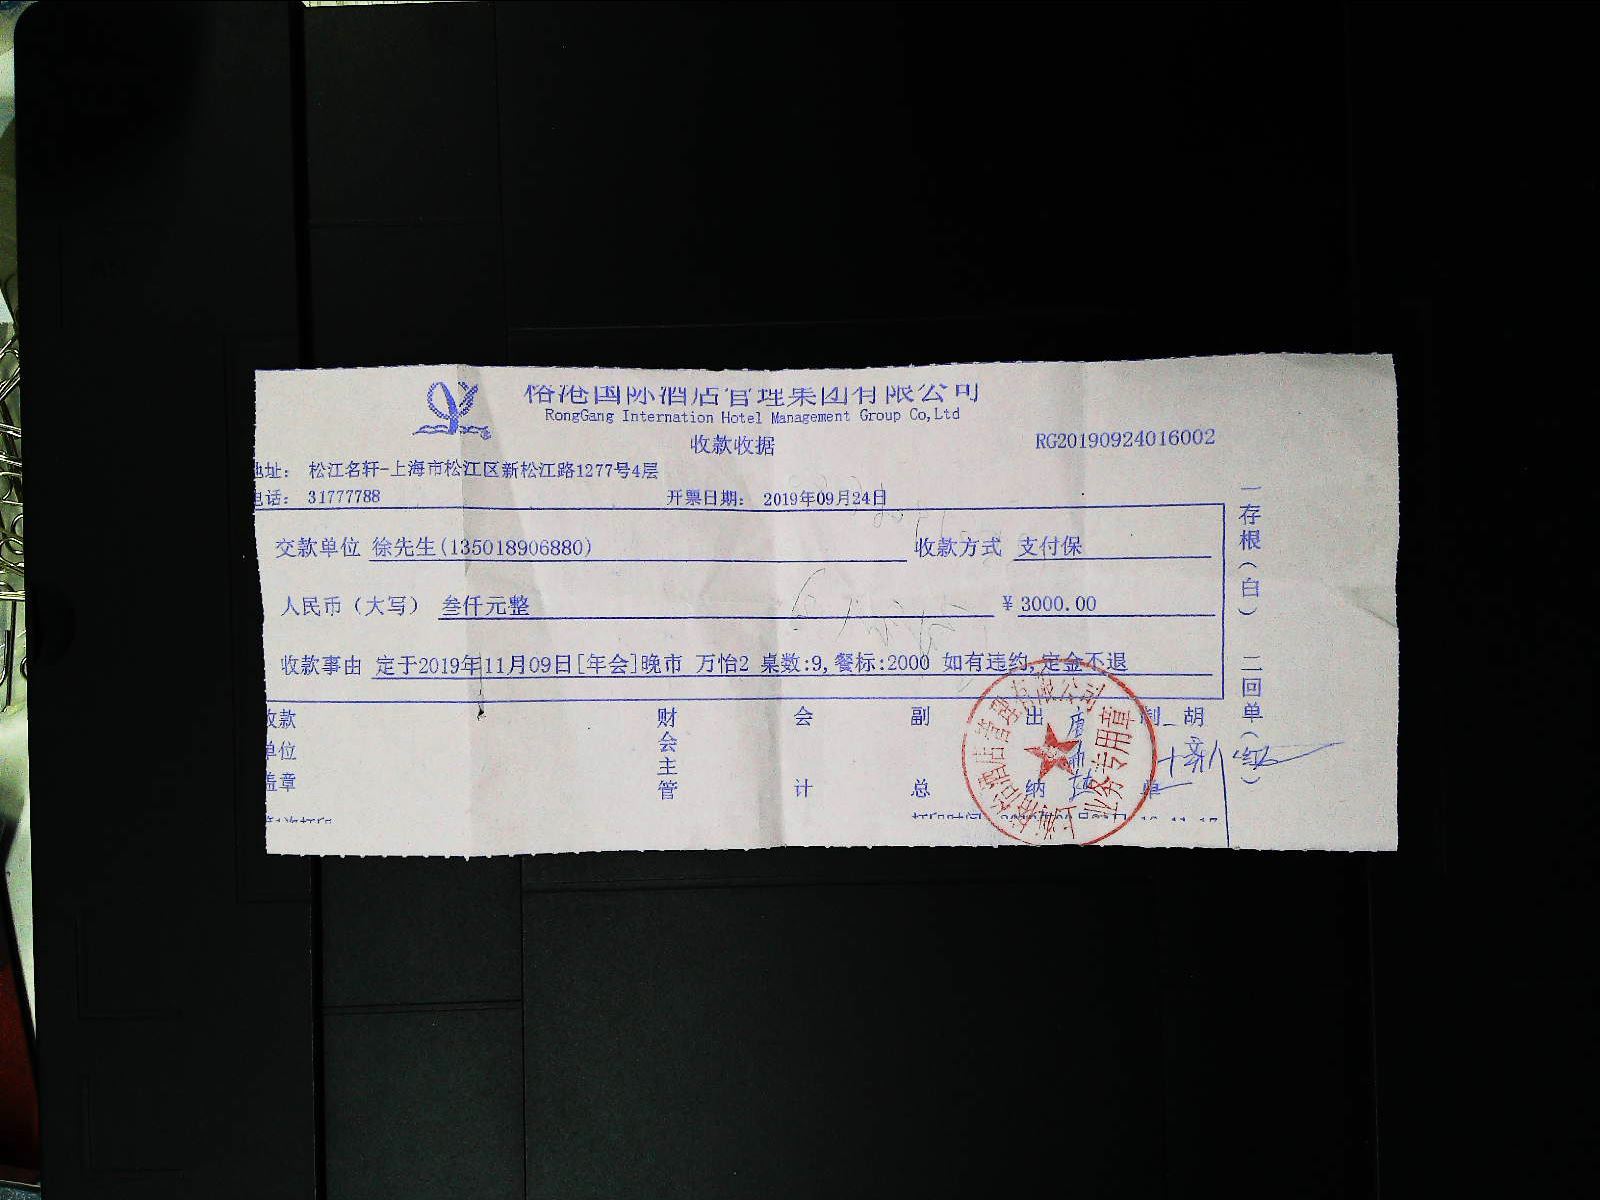 榕港国际酒店管理集团有限公司
RongGang Internation Hotel Management Group Co,Ltd
收款收据
RG20190924016002
地址: 松江名轩-上海市松江区新松江路1277号4层
电话: 31777788 开票日期: 2019年09月24日
交款单位 徐先生(135018906880) 收款方式 支付保
人民币（大写） 叁仟元整 ¥ 3000.00
收款事由 定于2019年11月09日[年会]晚市 万怡2 桌数:9,餐标:2000 如有违约,定金不退
收款单位盖章 财会主管 会计 副总 出纳 制单 胡
一存根(白) 二回单(红)
业务专用章